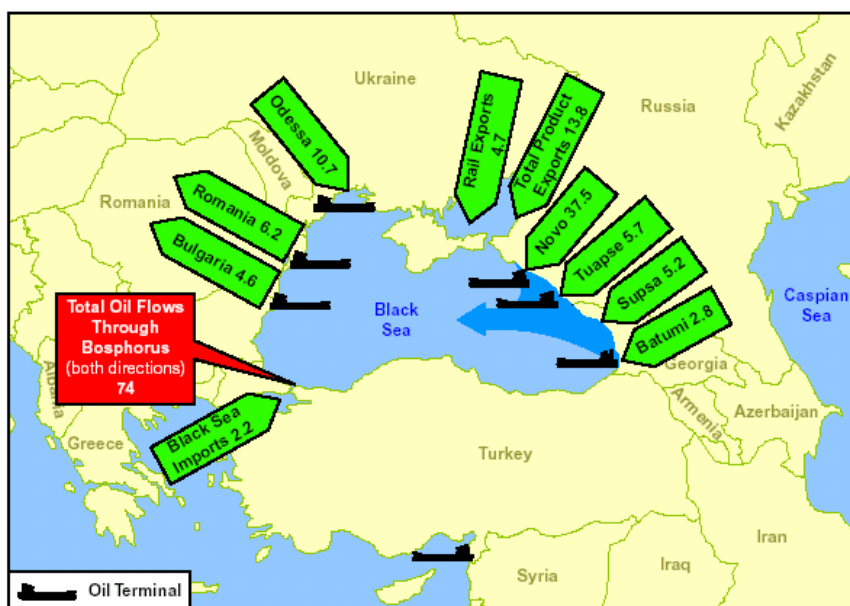 Ukraine
Russia
Kazakhstan
Moldova
Romania
Odessa 10.7
Rail Exports
4.7
Total Product
Exports 13.8
Romania 6.2
Bulgaria 4.6
Novo 37.5
Tuapse 5.7
Supsa 5.2
Batumi 2.8
Total Oil Flows
Through
Bosphorus
(both directions)
74
Black
Sea
Caspian
Sea
Georgia
Armenia
Azerbaijan
Albania
Greece
Black Sea
Imports 2.2
Turkey
Syria
Iraq
Iran
Oil Terminal